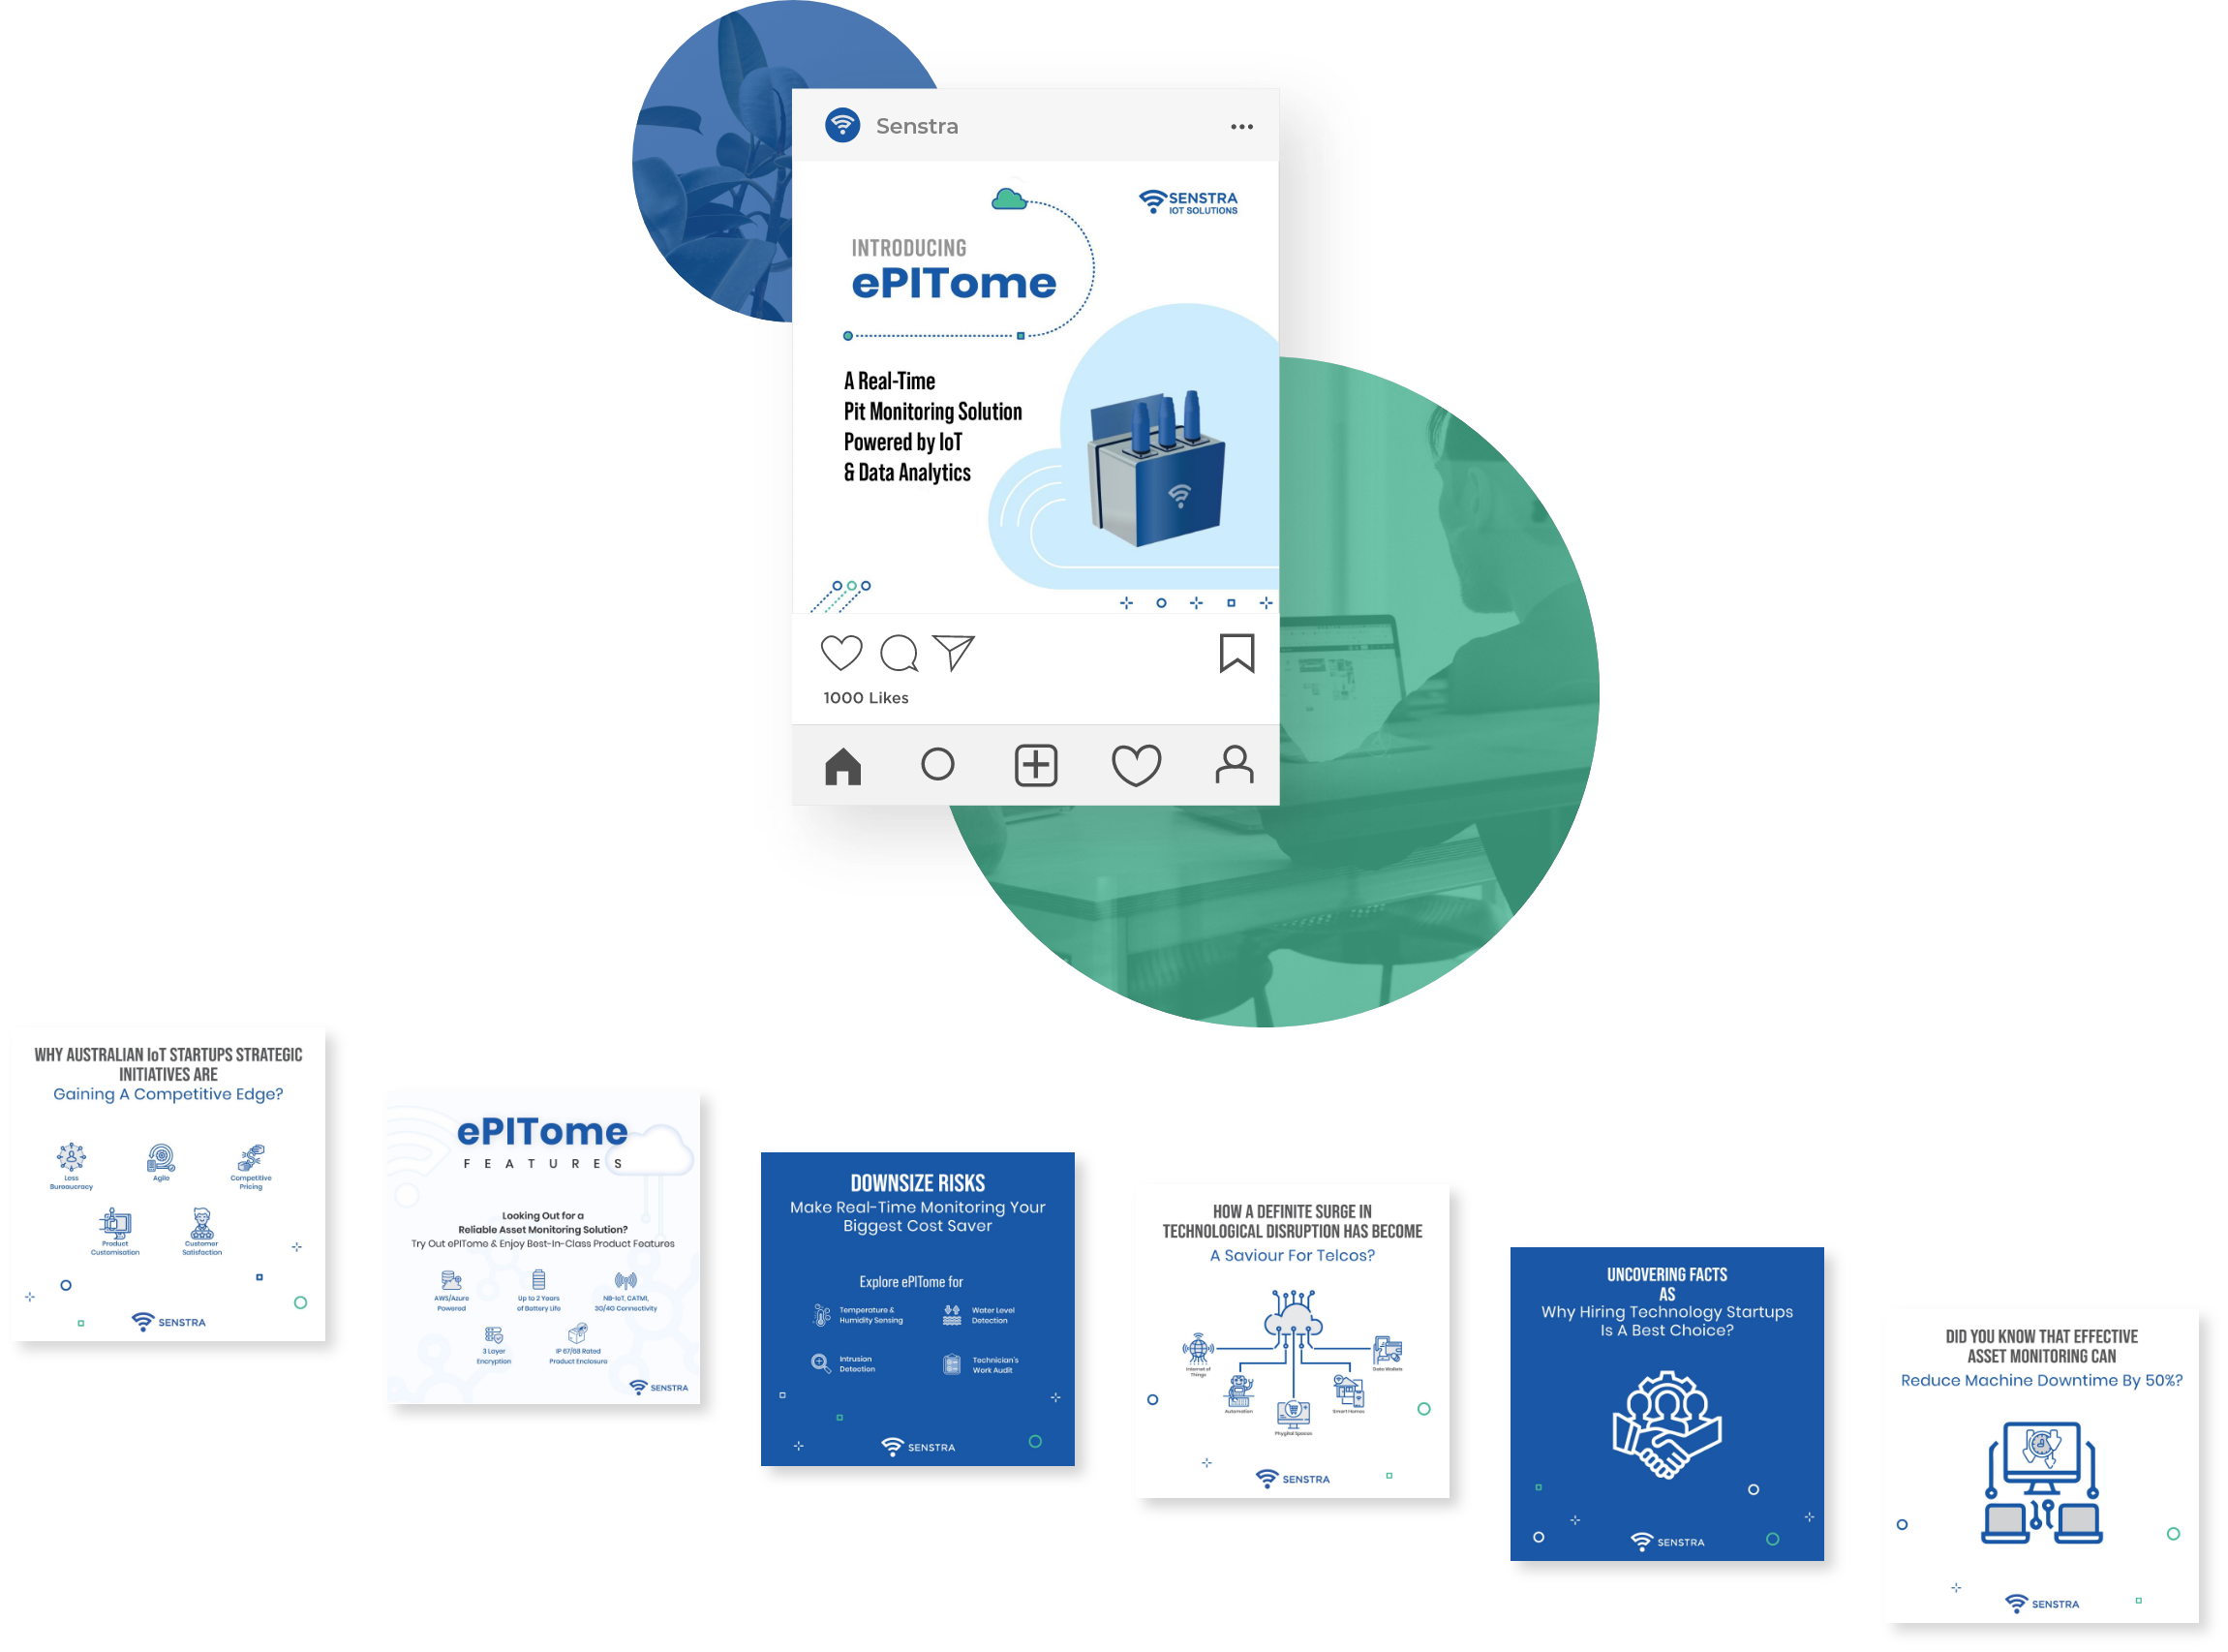 Senstra
SENSTRA
IOT SOLUTIONS
INTRODUCING
ePITome
A Real-Time
Pit Monitoring Solution
Powered by IoT
& Data Analytics
1000 Likes
WHY AUSTRALIAN IoT STARTUPS STRATEGIC
INITIATIVES ARE
Gaining A Competitive Edge?
Less
Bureaucracy
Agile
Competitive
Pricing
Product
Customisation
Customer
Satisfaction
SENSTRA
ePITome
FEATURES
Looking Out for a
Reliable Asset Monitoring Solution?
Try Out ePITome & Enjoy Best-In-Class Product Features
AWS/Azure
Powered
Up to 2 Years
of Battery Life
NB-IoT, CATM1,
3G/4G Connectivity
3 Layer
Encryption
IP 67/68 Rated
Product Enclosure
SENSTRA
DOWNSIZE RISKS
Make Real-Time Monitoring Your
Biggest Cost Saver
Explore ePITome for
Temperature &
Humidity Sensing
Water Level
Detection
Intrusion
Detection
Technician's
Work Audit
SENSTRA
HOW A DEFINITE SURGE IN
TECHNOLOGICAL DISRUPTION HAS BECOME
A Saviour For Telcos?
Internet of
Things
Data Wallets
Automation
Smart Homes
Phygital Spaces
SENSTRA
UNCOVERING FACTS
AS
Why Hiring Technology Startups
Is A Best Choice?
SENSTRA
DID YOU KNOW THAT EFFECTIVE
ASSET MONITORING CAN
Reduce Machine Downtime By 50%?
SENSTRA